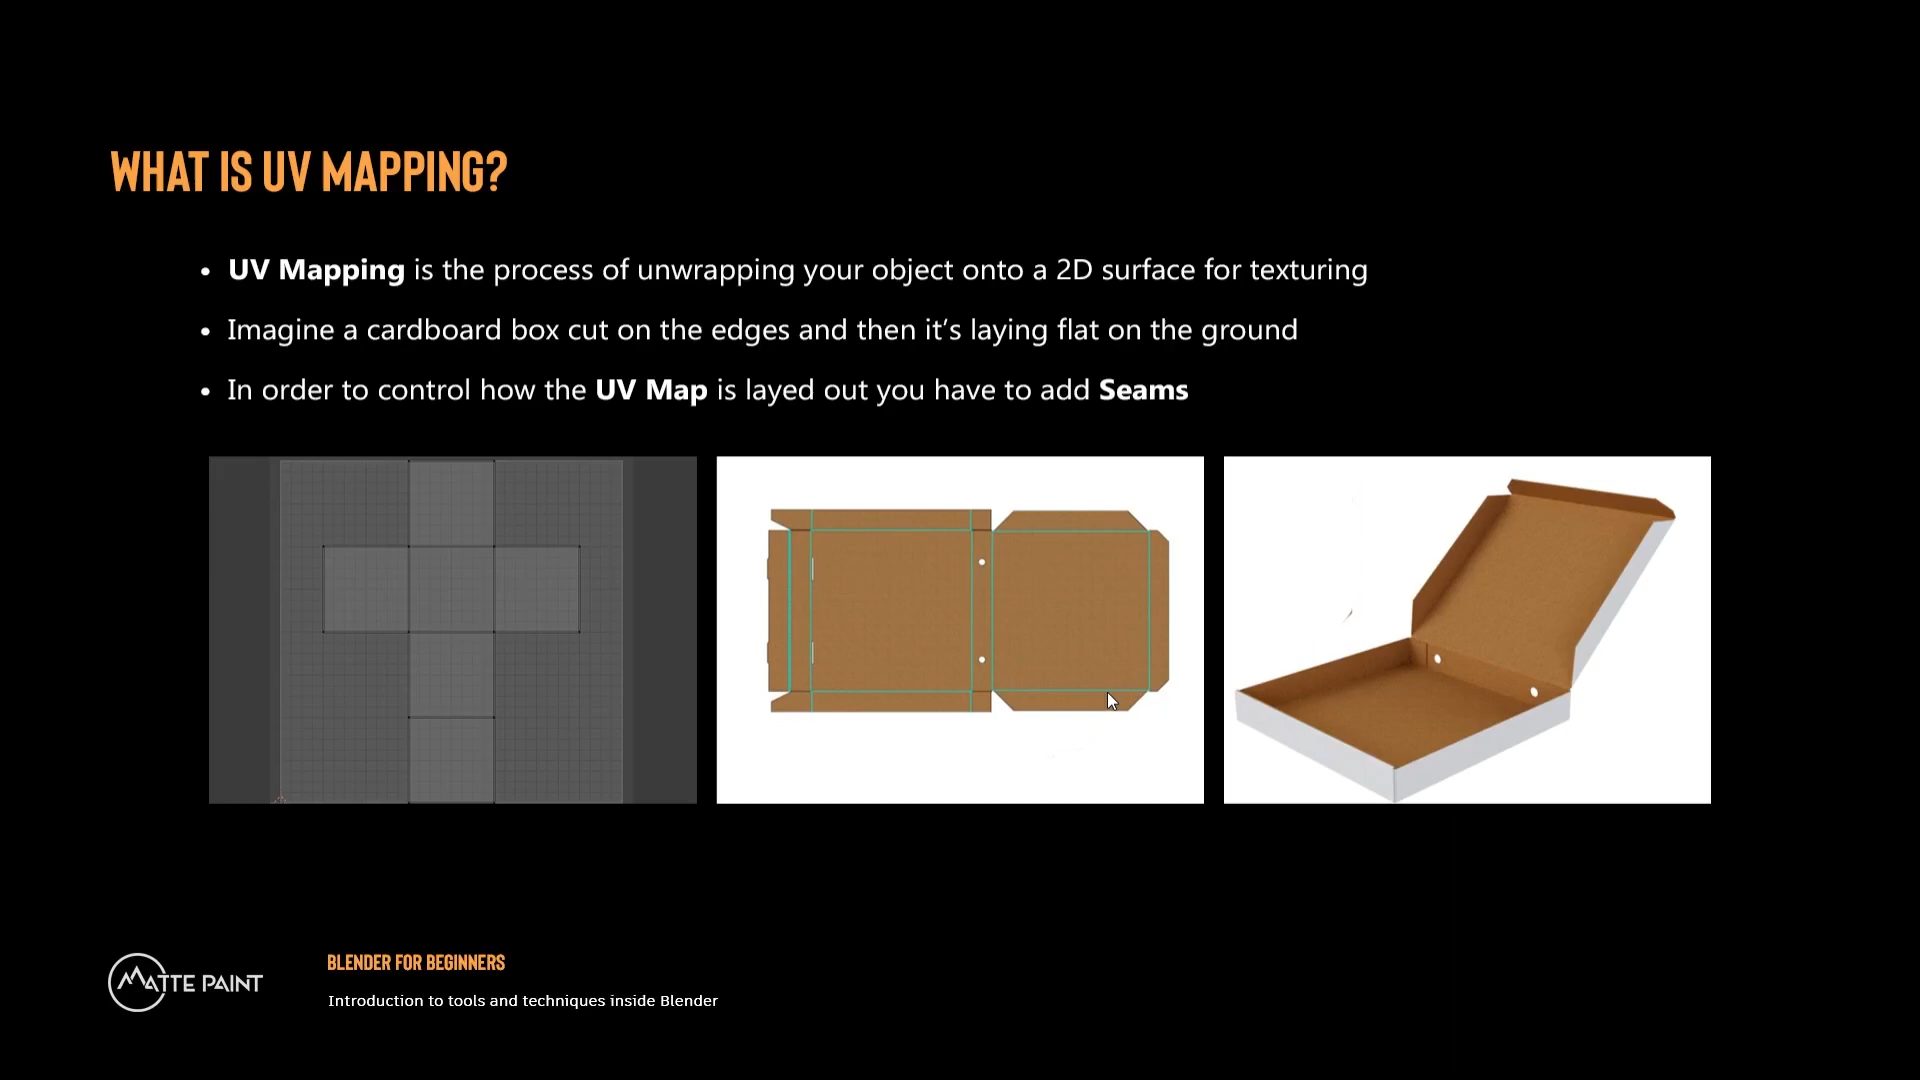 WHAT IS UV MAPPING?
• UV Mapping is the process of unwrapping your object onto a 2D surface for texturing
• Imagine a cardboard box cut on the edges and then it's laying flat on the ground
• In order to control how the UV Map is layed out you have to add Seams
MATTE PAINT
BLENDER FOR BEGINNERS
Introduction to tools and techniques inside Blender